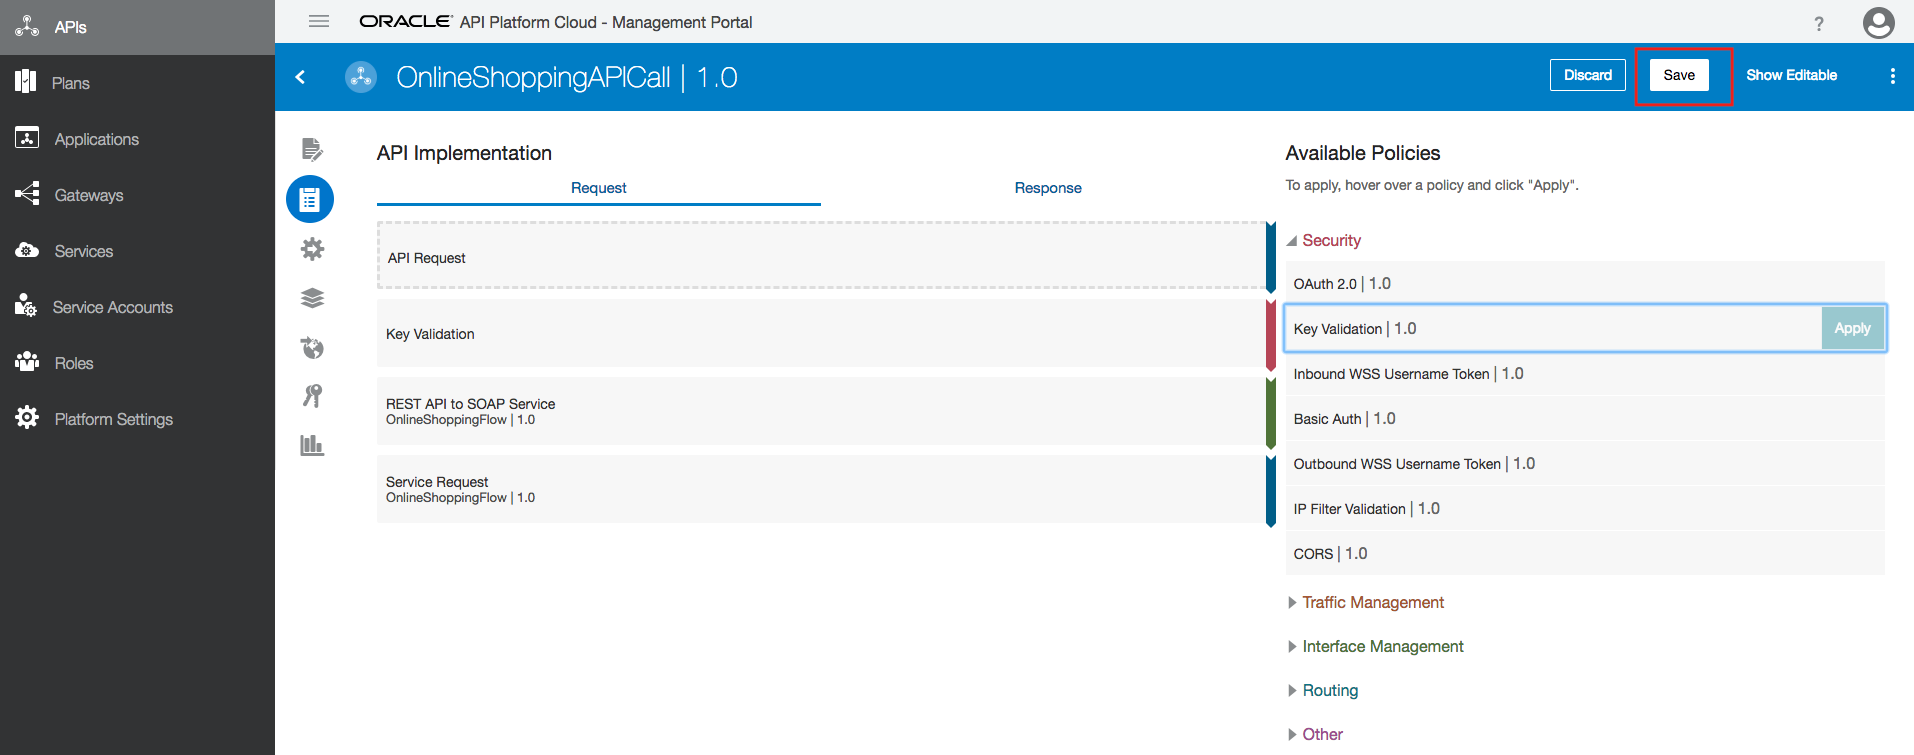 APIs
Plans
Applications
Gateways
Services
Service Accounts
Roles
Platform Settings
ORACLE API Platform Cloud - Management Portal
?
OnlineShoppingAPICall | 1.0
Discard
Save
Show Editable
API Implementation
Request
Response
API Request
Key Validation
REST API to SOAP Service
OnlineShoppingFlow | 1.0
Service Request
OnlineShoppingFlow | 1.0
Available Policies
To apply, hover over a policy and click "Apply".
Security
OAuth 2.0 | 1.0
Key Validation | 1.0
Apply
Inbound WSS Username Token | 1.0
Basic Auth | 1.0
Outbound WSS Username Token | 1.0
IP Filter Validation | 1.0
CORS | 1.0
Traffic Management
Interface Management
Routing
Other